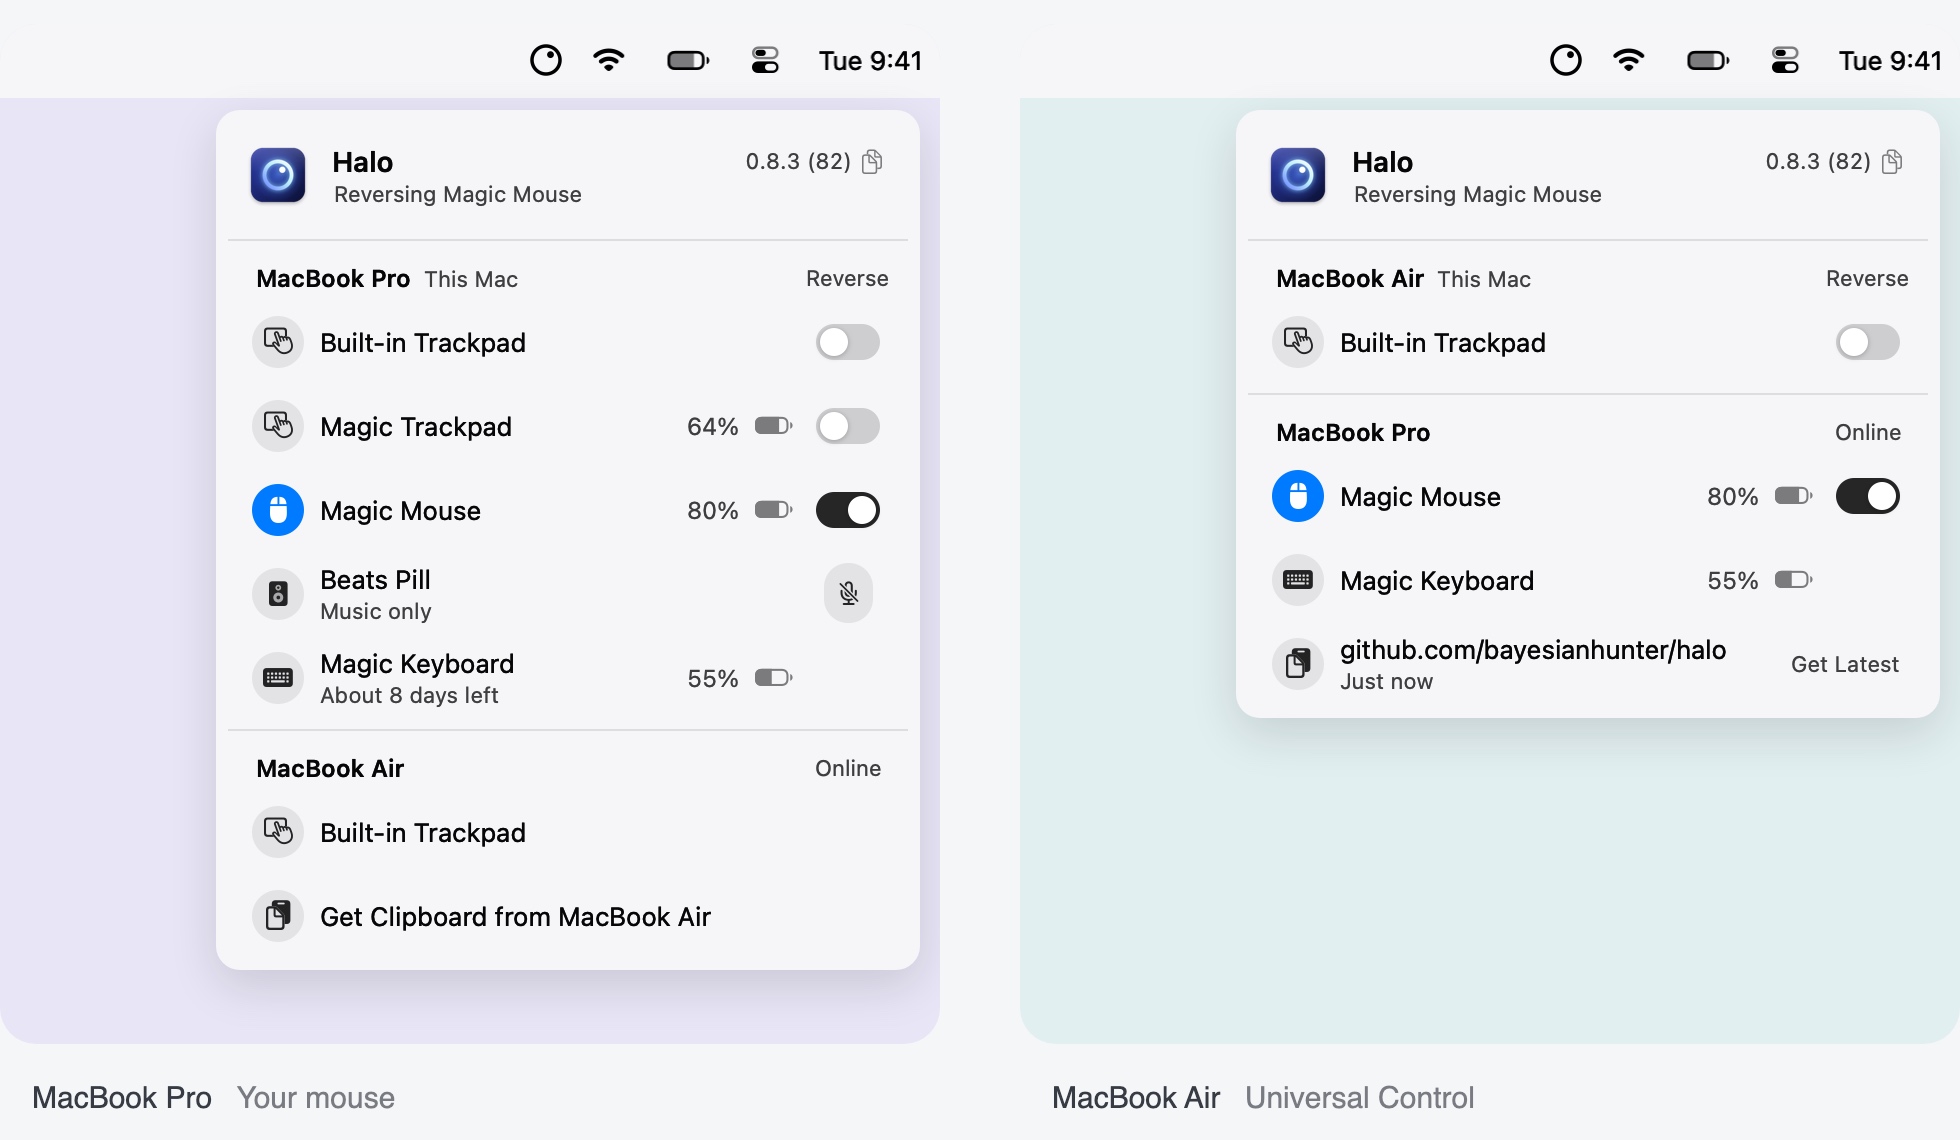 Tue 9:41
Halo
0.8.3 (82)
Reversing Magic Mouse
MacBook Pro This Mac Reverse
Built-in Trackpad
Magic Trackpad 64%
Magic Mouse 80%
Beats Pill
Music only
Magic Keyboard
About 8 days left
55%
MacBook Air Online
Built-in Trackpad
Get Clipboard from MacBook Air
MacBook Pro Your mouse
Tue 9:41
Halo
0.8.3 (82)
Reversing Magic Mouse
MacBook Air This Mac Reverse
Built-in Trackpad
MacBook Pro Online
Magic Mouse 80%
Magic Keyboard 55%
github.com/bayesianhunter/halo
Just now
Get Latest
MacBook Air Universal Control